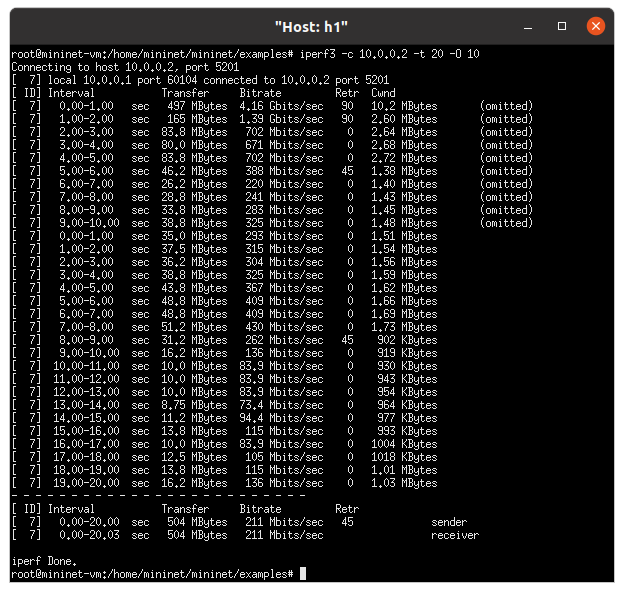 "Host: h1"
root@mininet-vm:/home/mininet/mininet/examples# iperf3 -c 10.0.0.2 -t 20 -O 10
Connecting to host 10.0.0.2, port 5201
[  7] local 10.0.0.1 port 60104 connected to 10.0.0.2 port 5201
[ ID] Interval           Transfer     Bitrate         Retr  Cwnd
[  7]   0.00-1.00   sec   497 MBytes  4.16 Gbits/sec   90   10.2 MBytes       (omitted)
[  7]   1.00-2.00   sec   165 MBytes  1.39 Gbits/sec   90   2.60 MBytes       (omitted)
[  7]   2.00-3.00   sec  83.8 MBytes   702 Mbits/sec    0   2.64 MBytes       (omitted)
[  7]   3.00-4.00   sec  80.0 MBytes   671 Mbits/sec    0   2.68 MBytes       (omitted)
[  7]   4.00-5.00   sec  83.8 MBytes   702 Mbits/sec    0   2.72 MBytes       (omitted)
[  7]   5.00-6.00   sec  46.2 MBytes   388 Mbits/sec   45   1.38 MBytes       (omitted)
[  7]   6.00-7.00   sec  26.2 MBytes   220 Mbits/sec    0   1.40 MBytes       (omitted)
[  7]   7.00-8.00   sec  28.8 MBytes   241 Mbits/sec    0   1.43 MBytes       (omitted)
[  7]   8.00-9.00   sec  33.8 MBytes   283 Mbits/sec    0   1.45 MBytes       (omitted)
[  7]   9.00-10.00  sec  38.8 MBytes   325 Mbits/sec    0   1.48 MBytes       (omitted)
[  7]   0.00-1.00   sec  35.0 MBytes   293 Mbits/sec    0   1.51 MBytes
[  7]   1.00-2.00   sec  37.5 MBytes   315 Mbits/sec    0   1.54 MBytes
[  7]   2.00-3.00   sec  36.2 MBytes   304 Mbits/sec    0   1.56 MBytes
[  7]   3.00-4.00   sec  38.8 MBytes   325 Mbits/sec    0   1.59 MBytes
[  7]   4.00-5.00   sec  43.8 MBytes   367 Mbits/sec    0   1.62 MBytes
[  7]   5.00-6.00   sec  48.8 MBytes   409 Mbits/sec    0   1.66 MBytes
[  7]   6.00-7.00   sec  48.8 MBytes   409 Mbits/sec    0   1.69 MBytes
[  7]   7.00-8.00   sec  51.2 MBytes   430 Mbits/sec    0   1.73 MBytes
[  7]   8.00-9.00   sec  31.2 MBytes   262 Mbits/sec   45    902 KBytes
[  7]   9.00-10.00  sec  16.2 MBytes   136 Mbits/sec    0    919 KBytes
[  7]  10.00-11.00  sec  10.0 MBytes  83.9 Mbits/sec    0    930 KBytes
[  7]  11.00-12.00  sec  10.0 MBytes  83.9 Mbits/sec    0    943 KBytes
[  7]  12.00-13.00  sec  10.0 MBytes  83.9 Mbits/sec    0    954 KBytes
[  7]  13.00-14.00  sec  8.75 MBytes  73.4 Mbits/sec    0    964 KBytes
[  7]  14.00-15.00  sec  11.2 MBytes  94.4 Mbits/sec    0    977 KBytes
[  7]  15.00-16.00  sec  13.8 MBytes   115 Mbits/sec    0    993 KBytes
[  7]  16.00-17.00  sec  10.0 MBytes  83.9 Mbits/sec    0   1004 KBytes
[  7]  17.00-18.00  sec  12.5 MBytes   105 Mbits/sec    0   1018 KBytes
[  7]  18.00-19.00  sec  13.8 MBytes   115 Mbits/sec    0   1.01 MBytes
[  7]  19.00-20.00  sec  16.2 MBytes   136 Mbits/sec    0   1.03 MBytes
- - - - - - - - - - - - - - - - - - - - - - - - -
[ ID] Interval           Transfer     Bitrate         Retr
[  7]   0.00-20.00  sec   504 MBytes   211 Mbits/sec   45             sender
[  7]   0.00-20.03  sec   504 MBytes   211 Mbits/sec                  receiver
iperf Done.
root@mininet-vm:/home/mininet/mininet/examples#